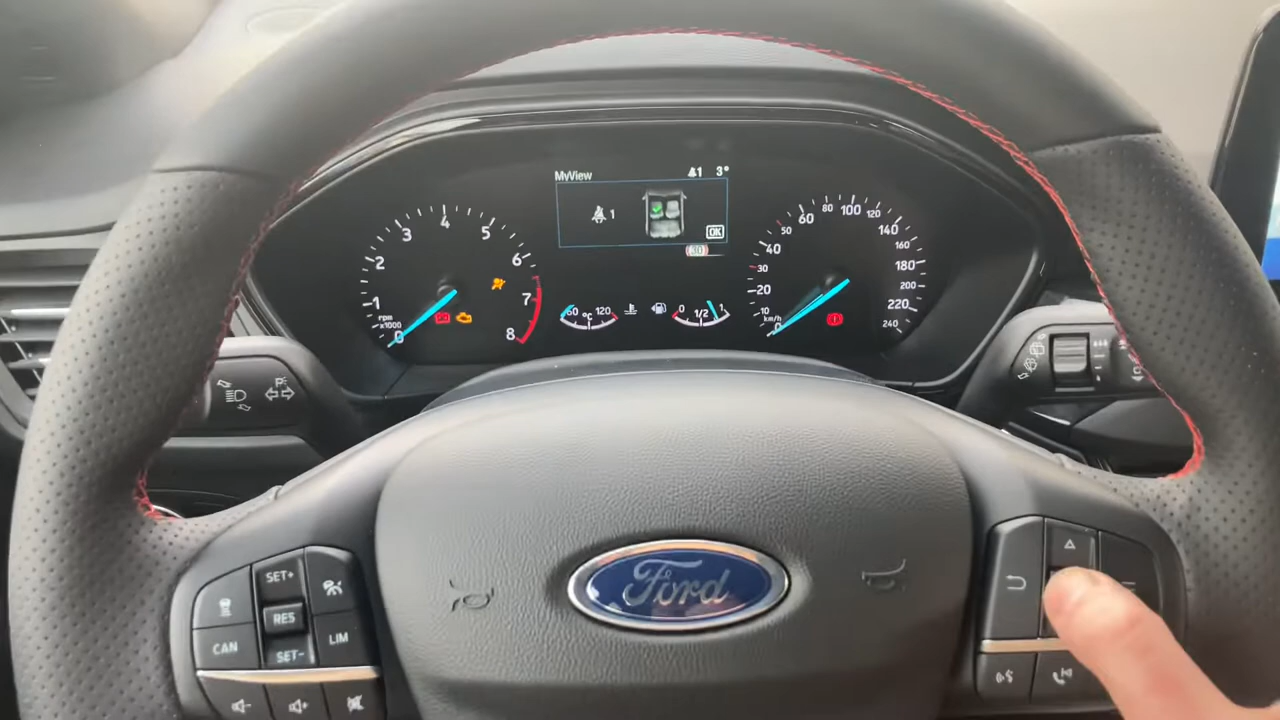 MyView 1 3°
1
OK
30
0
1
2
3
4
5
6
7
8
rpm
x1000
60 °C 120
0 1/2 1
0
10
20
30
40
50
60
80
100
120
140
160
180
200
220
240
km/h
P
SET+
RES
SET-
CAN
LIM
Ford